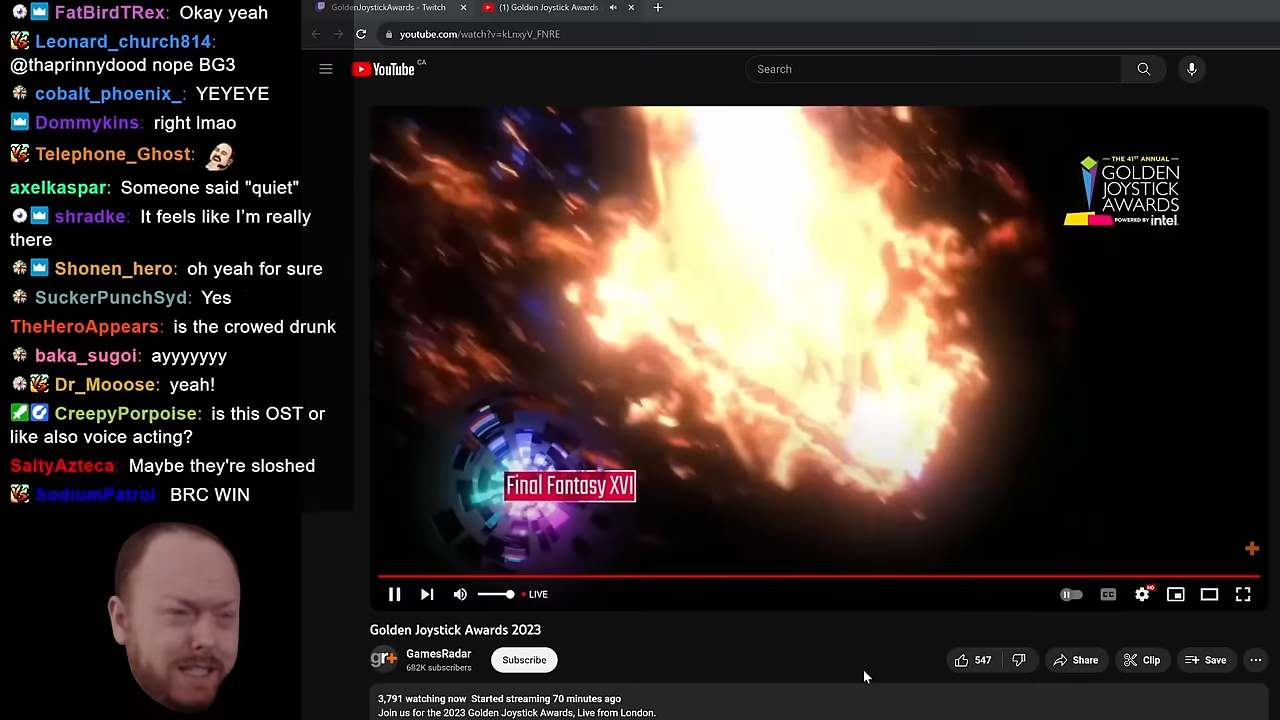 FatBirdTRex: Okay yeah
Leonard_church814:
@thaprinnydood nope BG3
cobalt_phoenix_: YEYEYE
Dommykins: right lmao
Telephone_Ghost:
axelkaspar: Someone said "quiet"
shradke: It feels like I'm really
there
Shonen_hero: oh yeah for sure
SuckerPunchSyd: Yes
TheHeroAppears: is the crowed drunk
baka_sugoi: ayyyyyyy
Dr_Mooose: yeah!
CreepyPorpoise: is this OST or
like also voice acting?
SaltyAzteca: Maybe they're sloshed
SodiumPatrol: BRC WIN
GoldenJoystickAwards - Twitch
(1) Golden Joystick Awards
youtube.com/watch?v=kLnxyV_FNRE
YouTube CA
Search
THE 41ST ANNUAL
GOLDEN
JOYSTICK
AWARDS
POWERED BY intel.
Final Fantasy XVI
LIVE
CC
HD
Golden Joystick Awards 2023
gr+
GamesRadar
682K subscribers
Subscribe
547
Share
Clip
Save
3,791 watching now Started streaming 70 minutes ago
Join us for the 2023 Golden Joystick Awards, Live from London.